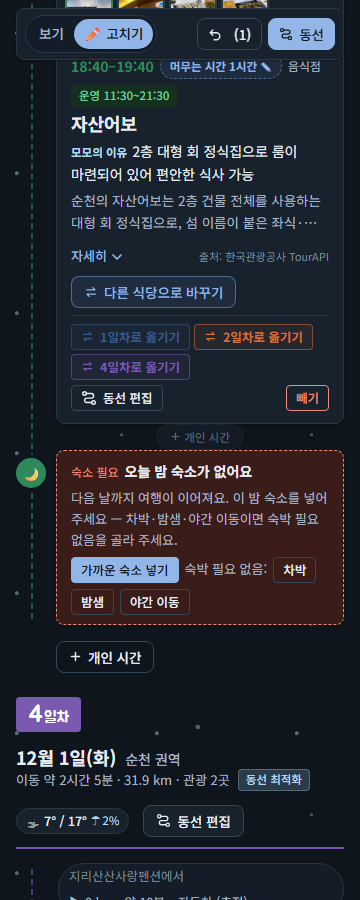 보기 고치기 (1) 동선
18:40~19:40 머무는 시간 1시간 음식점
운영 11:30~21:30
자산어보
모모의 이유 2층 대형 회 정식집으로 룸이
마련되어 있어 편안한 식사 가능
순천의 자산어보는 2층 건물 전체를 사용하는
대형 회 정식집으로, 섬 이름이 붙은 좌식·…
자세히 출처: 한국관광공사 TourAPI
다른 식당으로 바꾸기
1일차로 옮기기 2일차로 옮기기
4일차로 옮기기
동선 편집 빼기
+ 개인 시간
숙소 필요 오늘 밤 숙소가 없어요
다음 날까지 여행이 이어져요. 이 밤 숙소를 넣어
주세요 — 차박·밤샘·야간 이동이면 숙박 필요
없음을 골라 주세요.
가까운 숙소 넣기 숙박 필요 없음: 차박
밤샘 야간 이동
+ 개인 시간
4일차
12월 1일(화) 순천 권역
이동 약 2시간 5분 · 31.9 km · 관광 2곳 동선 최적화
7° / 17° ☂ 2% 동선 편집
지리산산사랑펜션에서